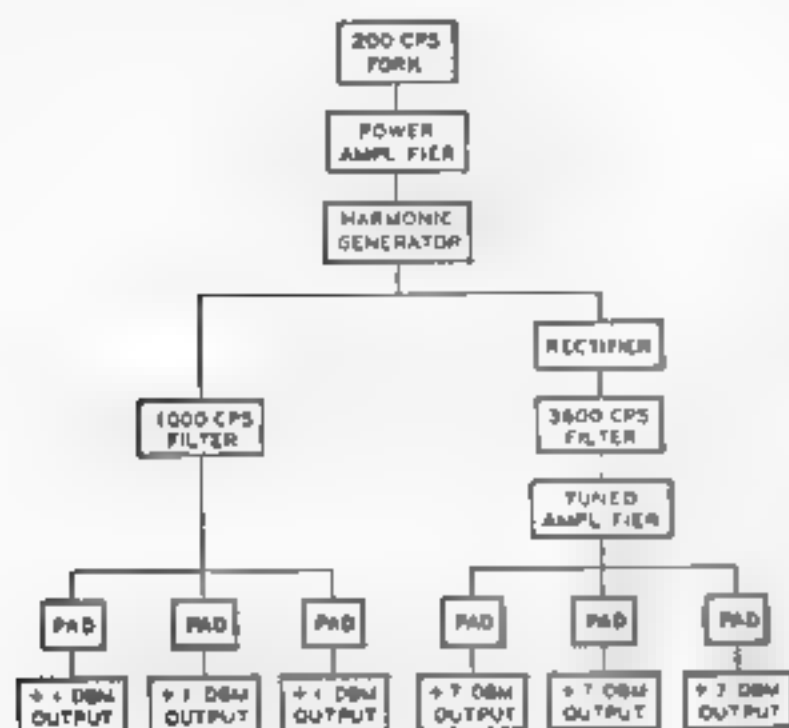 200 CPS
FORK
POWER
AMPLIFIER
HARMONIC
GENERATOR
RECTIFIER
1000 CPS
FILTER
3600 CPS
FILTER
TUNED
AMPLIFIER
PAD
PAD
PAD
PAD
PAD
PAD
DBM
OUTPUT
DBM
OUTPUT
DBM
OUTPUT
+ 7 DBM
OUTPUT
+ 7 DBM
OUTPUT
+ 7 DBM
OUTPUT